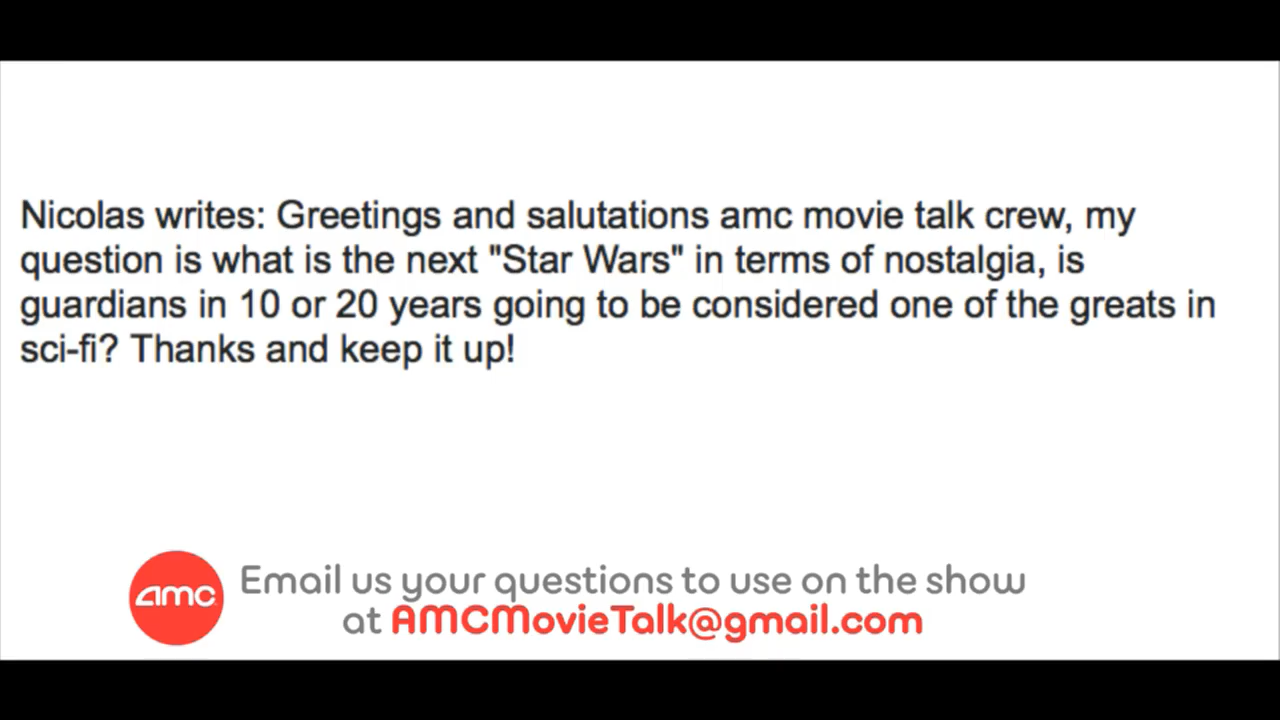 Nicolas writes: Greetings and salutations amc movie talk crew, my
question is what is the next "Star Wars" in terms of nostalgia, is
guardians in 10 or 20 years going to be considered one of the greats in
sci-fi? Thanks and keep it up!
amc
Email us your questions to use on the show
at AMCMovieTalk@gmail.com